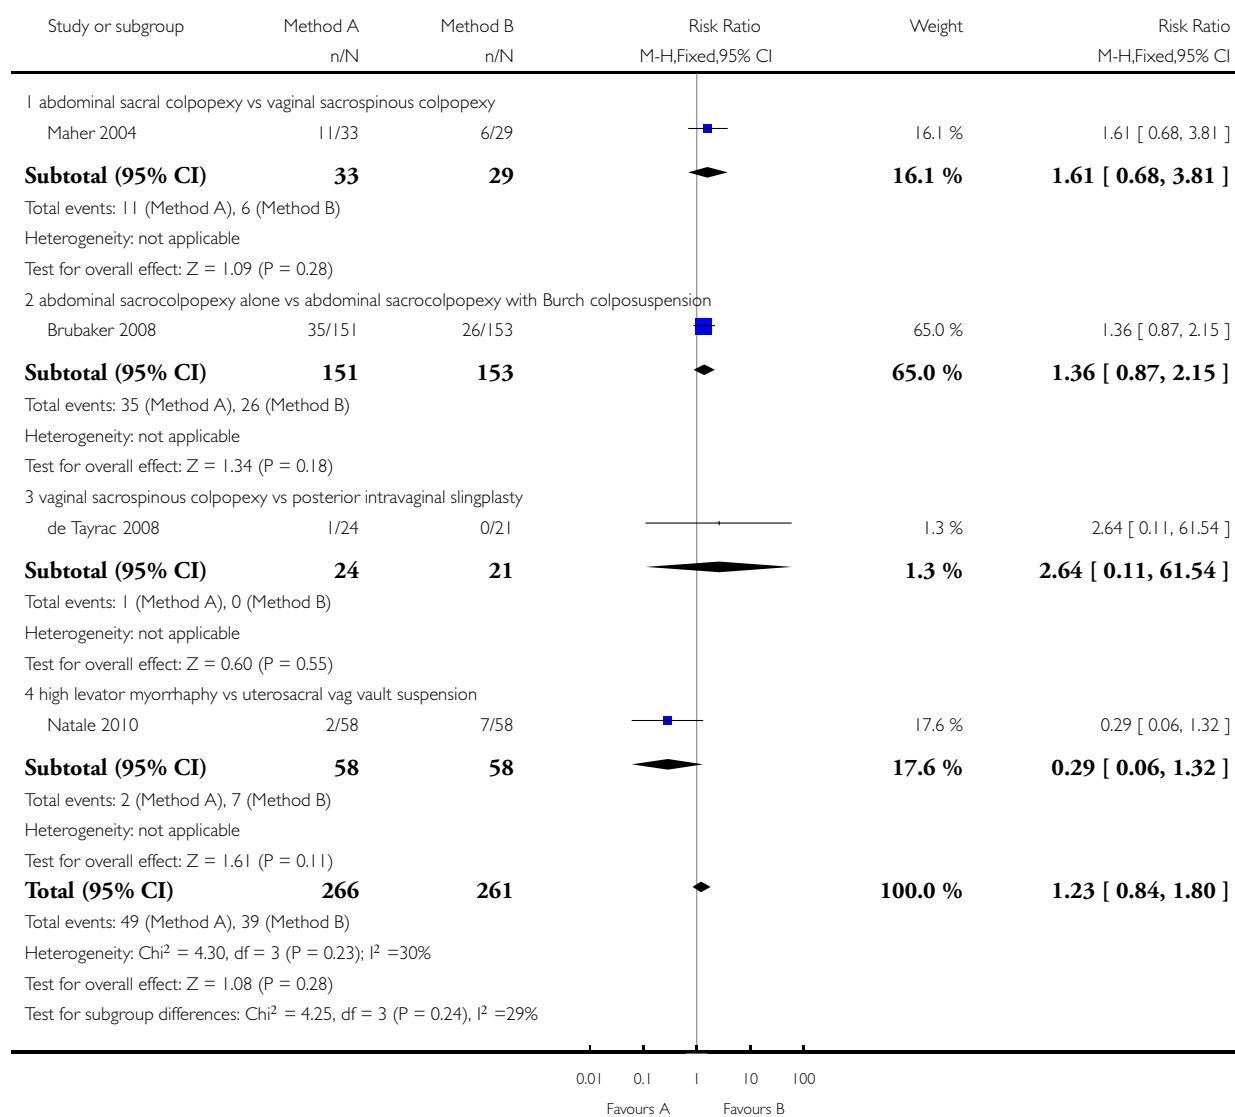 Study or subgroup Method A Method B Risk Ratio Weight Risk Ratio
n/N n/N M-H,Fixed,95% CI M-H,Fixed,95% CI
1 abdominal sacral colpopexy vs vaginal sacrospinous colpopexy
Maher 2004 11/33 6/29 16.1 % 1.61 [ 0.68, 3.81 ]
Subtotal (95% CI) 33 29 16.1 % 1.61 [ 0.68, 3.81 ]
Total events: 11 (Method A), 6 (Method B)
Heterogeneity: not applicable
Test for overall effect: Z = 1.09 (P = 0.28)
2 abdominal sacrocolpopexy alone vs abdominal sacrocolpopexy with Burch colposuspension
Brubaker 2008 35/151 26/153 65.0 % 1.36 [ 0.87, 2.15 ]
Subtotal (95% CI) 151 153 65.0 % 1.36 [ 0.87, 2.15 ]
Total events: 35 (Method A), 26 (Method B)
Heterogeneity: not applicable
Test for overall effect: Z = 1.34 (P = 0.18)
3 vaginal sacrospinous colpopexy vs posterior intravaginal slingplasty
de Tayrac 2008 1/24 0/21 1.3 % 2.64 [ 0.11, 61.54 ]
Subtotal (95% CI) 24 21 1.3 % 2.64 [ 0.11, 61.54 ]
Total events: 1 (Method A), 0 (Method B)
Heterogeneity: not applicable
Test for overall effect: Z = 0.60 (P = 0.55)
4 high levator myorrhaphy vs uterosacral vag vault suspension
Natale 2010 2/58 7/58 17.6 % 0.29 [ 0.06, 1.32 ]
Subtotal (95% CI) 58 58 17.6 % 0.29 [ 0.06, 1.32 ]
Total events: 2 (Method A), 7 (Method B)
Heterogeneity: not applicable
Test for overall effect: Z = 1.61 (P = 0.11)
Total (95% CI) 266 261 100.0 % 1.23 [ 0.84, 1.80 ]
Total events: 49 (Method A), 39 (Method B)
Heterogeneity: Chi² = 4.30, df = 3 (P = 0.23); I² =30%
Test for overall effect: Z = 1.08 (P = 0.28)
Test for subgroup differences: Chi² = 4.25, df = 3 (P = 0.24), I² =29%
0.01 0.1 1 10 100
Favours A Favours B